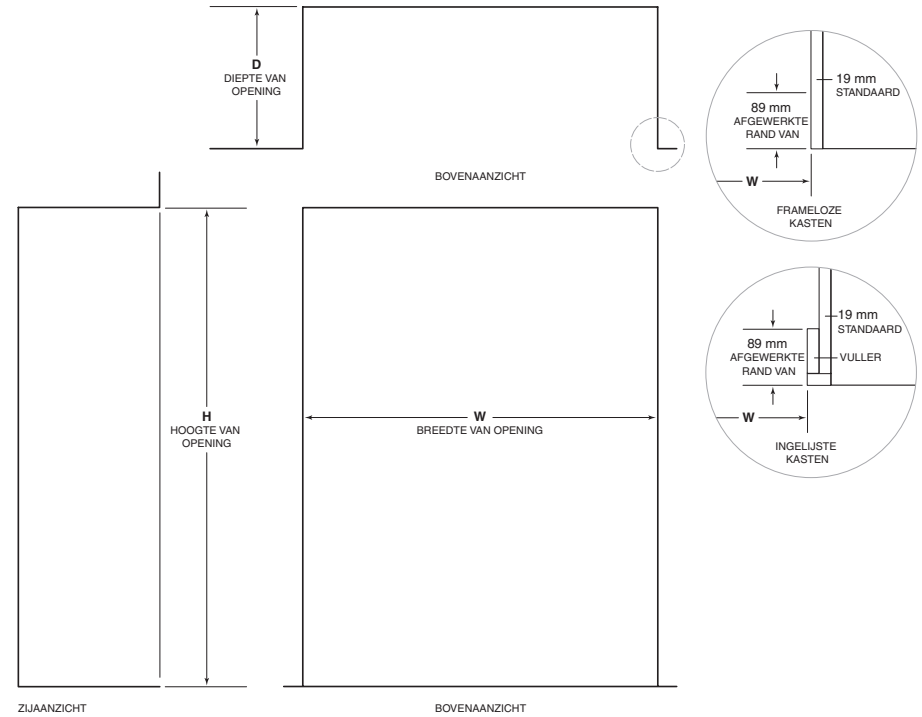 D
DIEPTE VAN
OPENING
BOVENAANZICHT
19 mm
STANDAARD
89 mm
AFGEWERKTE
RAND VAN
W
FRAMELOZE
KASTEN
H
HOOGTE VAN
OPENING
W
BREEDTE VAN OPENING
19 mm
STANDAARD
89 mm
AFGEWERKTE
RAND VAN
VULLER
W
INGELIJSTE
KASTEN
ZIJAANZICHT
BOVENAANZICHT